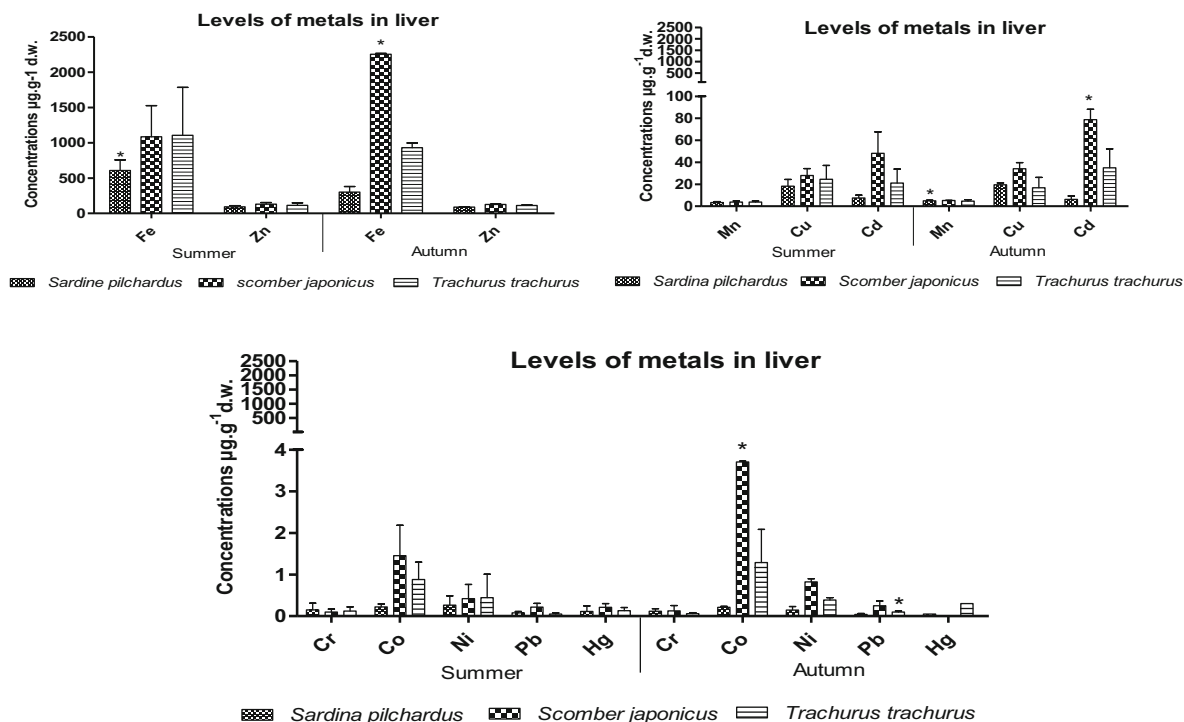 Levels of metals in liver
Concentrations µg.g-1 d.w.
2500
2000
1500
1000
500
0
*
*
Fe Zn Fe Zn
Summer Autumn
Sardine pilchardus scomber japonicus Trachurus trachurus
Levels of metals in liver
Concentrations µg.g⁻¹ d.w.
2500
2000
1500
1000
500
100
80
60
40
20
0
*
*
Mn Cu Cd Mn Cu Cd
Summer Autumn
Sardina pilchardus Scomber japonicus Trachurus trachurus
Levels of metals in liver
Concentrations µg.g⁻¹d.w.
2500
2000
1500
1000
500
4
3
2
1
0
*
*
Cr Co Ni Pb Hg Cr Co Ni Pb Hg
Summer Autumn
Sardina pilchardus Scomber japonicus Trachurus trachurus